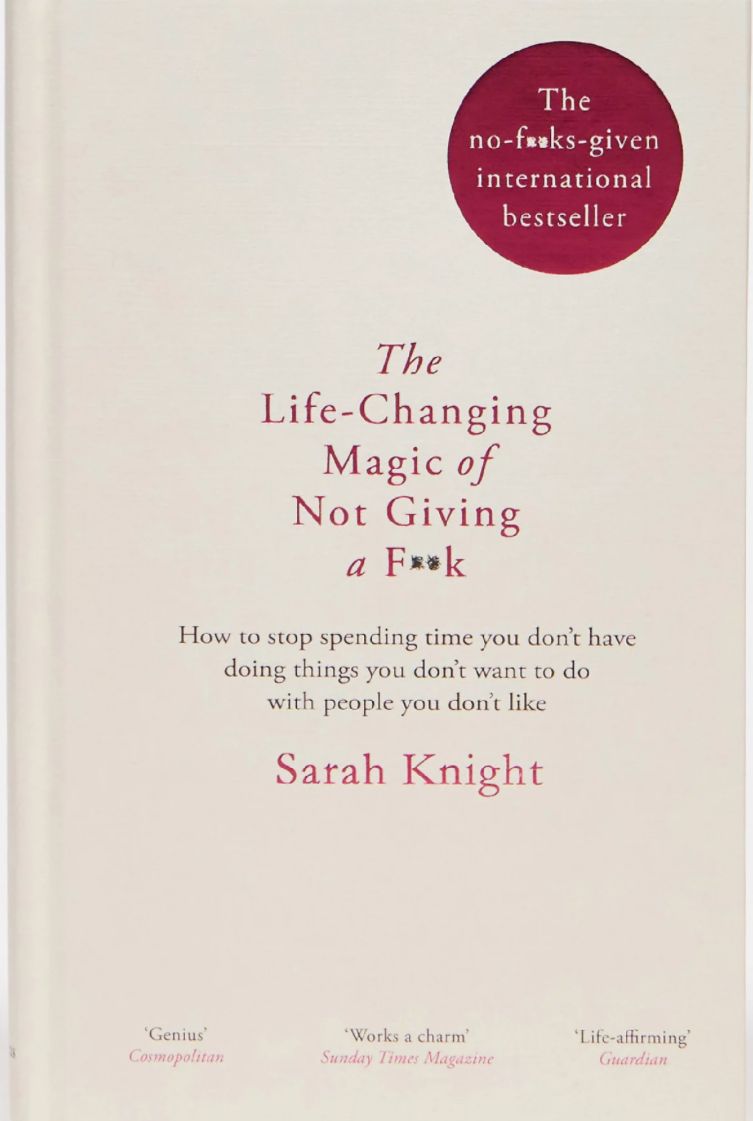 The
no-f**ks-given
international
bestseller
The
Life-Changing
Magic of
Not Giving
a F**k
How to stop spending time you don't have
doing things you don't want to do
with people you don't like
Sarah Knight
'Genius'
Cosmopolitan
'Works a charm'
Sunday Times Magazine
'Life-affirming'
Guardian